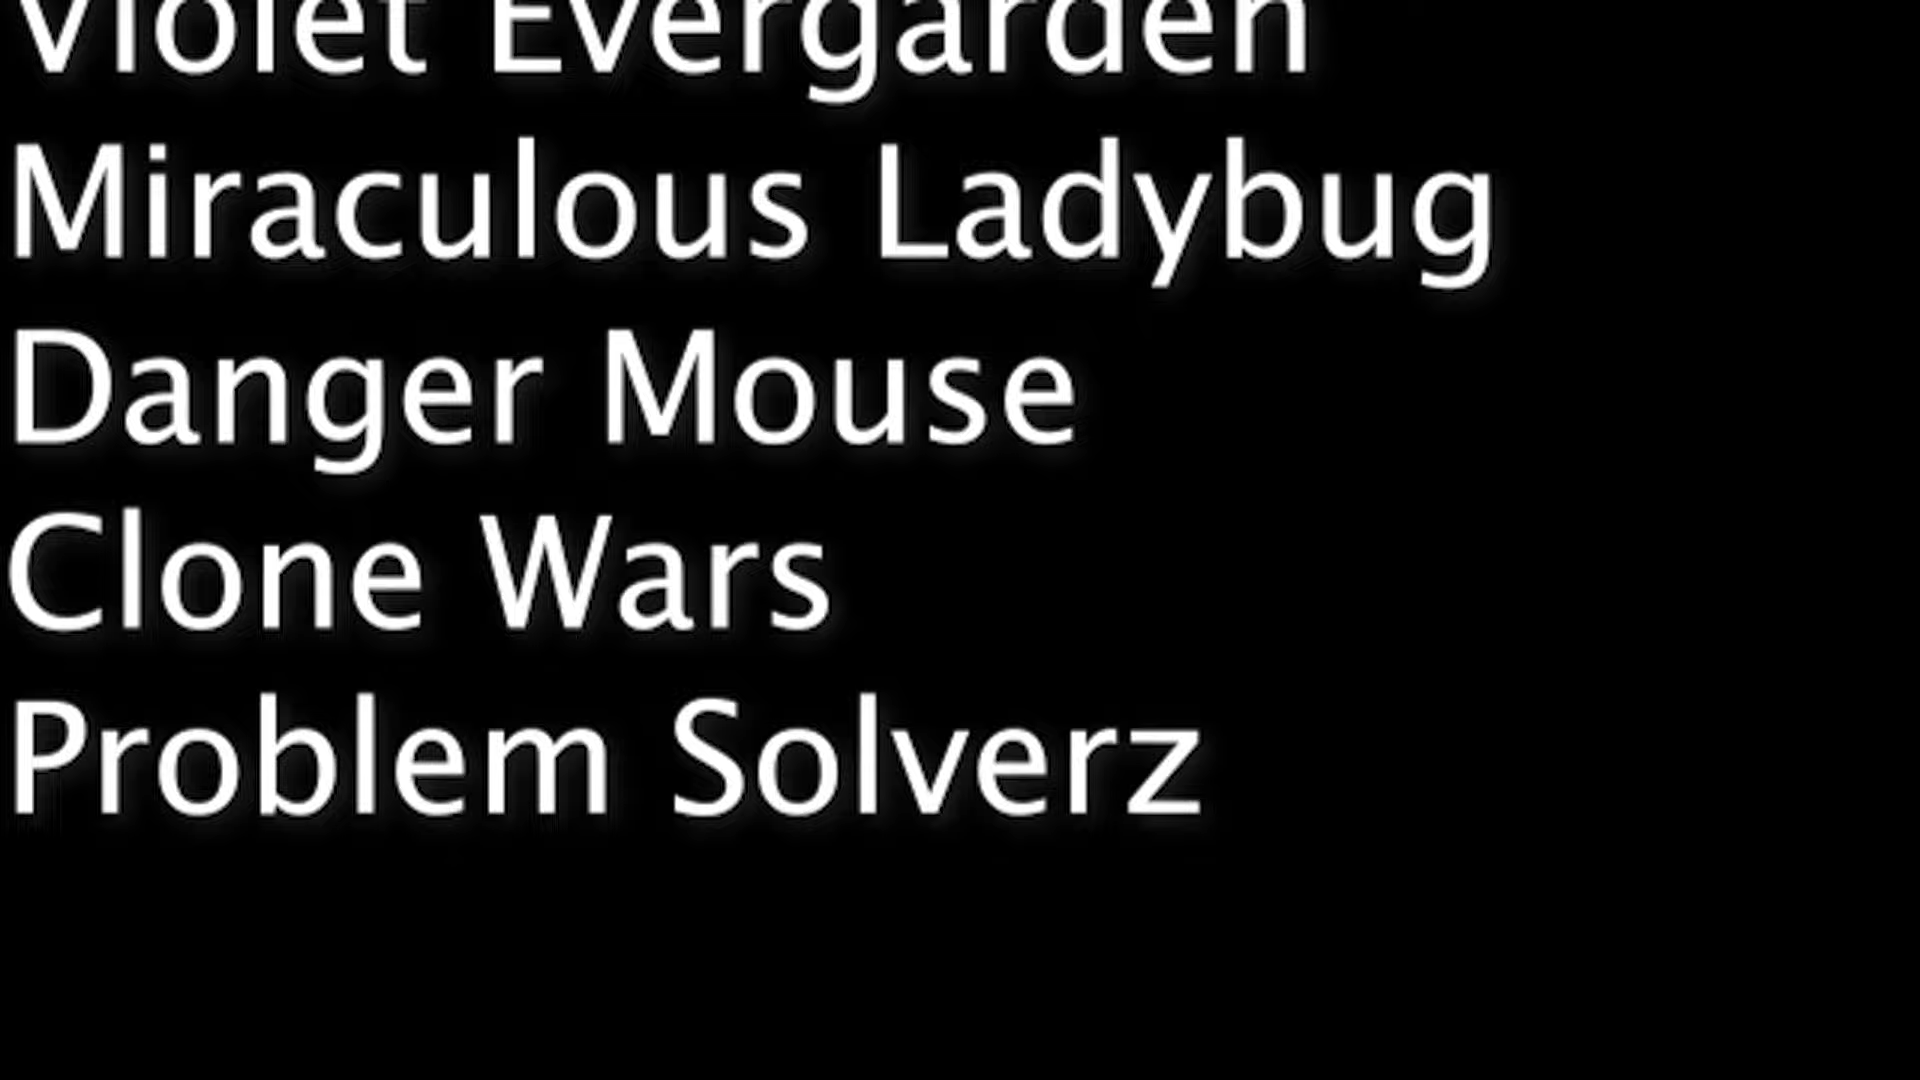 Violet Evergarden
Miraculous Ladybug
Danger Mouse
Clone Wars
Problem Solverz